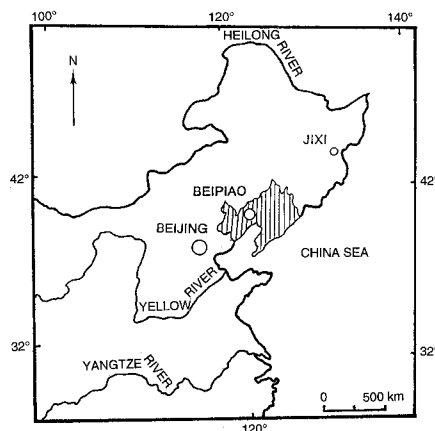 100° 120° 140°
HEILONG
RIVER
N
JIXI
42° 42°
BEIPIAO
BEIJING
CHINA SEA
RIVER
YELLOW
32° 32°
YANGTZE
RIVER
0 500 km
120°